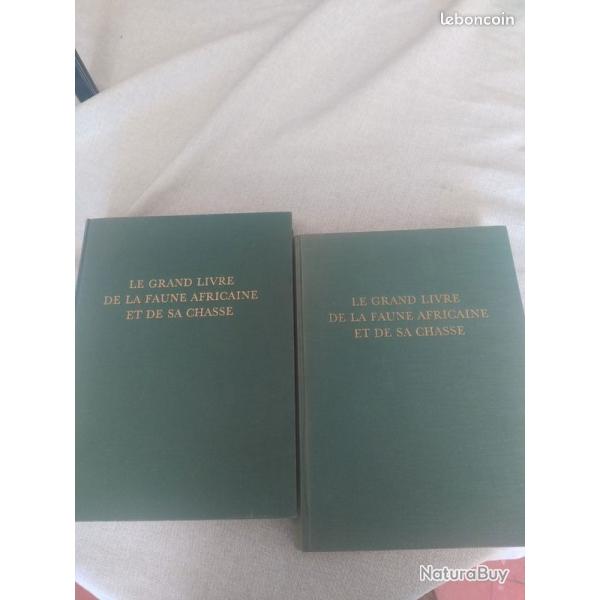 leboncoin
LE GRAND LIVRE
DE LA FAUNE AFRICAINE
ET DE SA CHASSE
LE GRAND LIVRE
DE LA FAUNE AFRICAINE
ET DE SA CHASSE
NaturaBuy